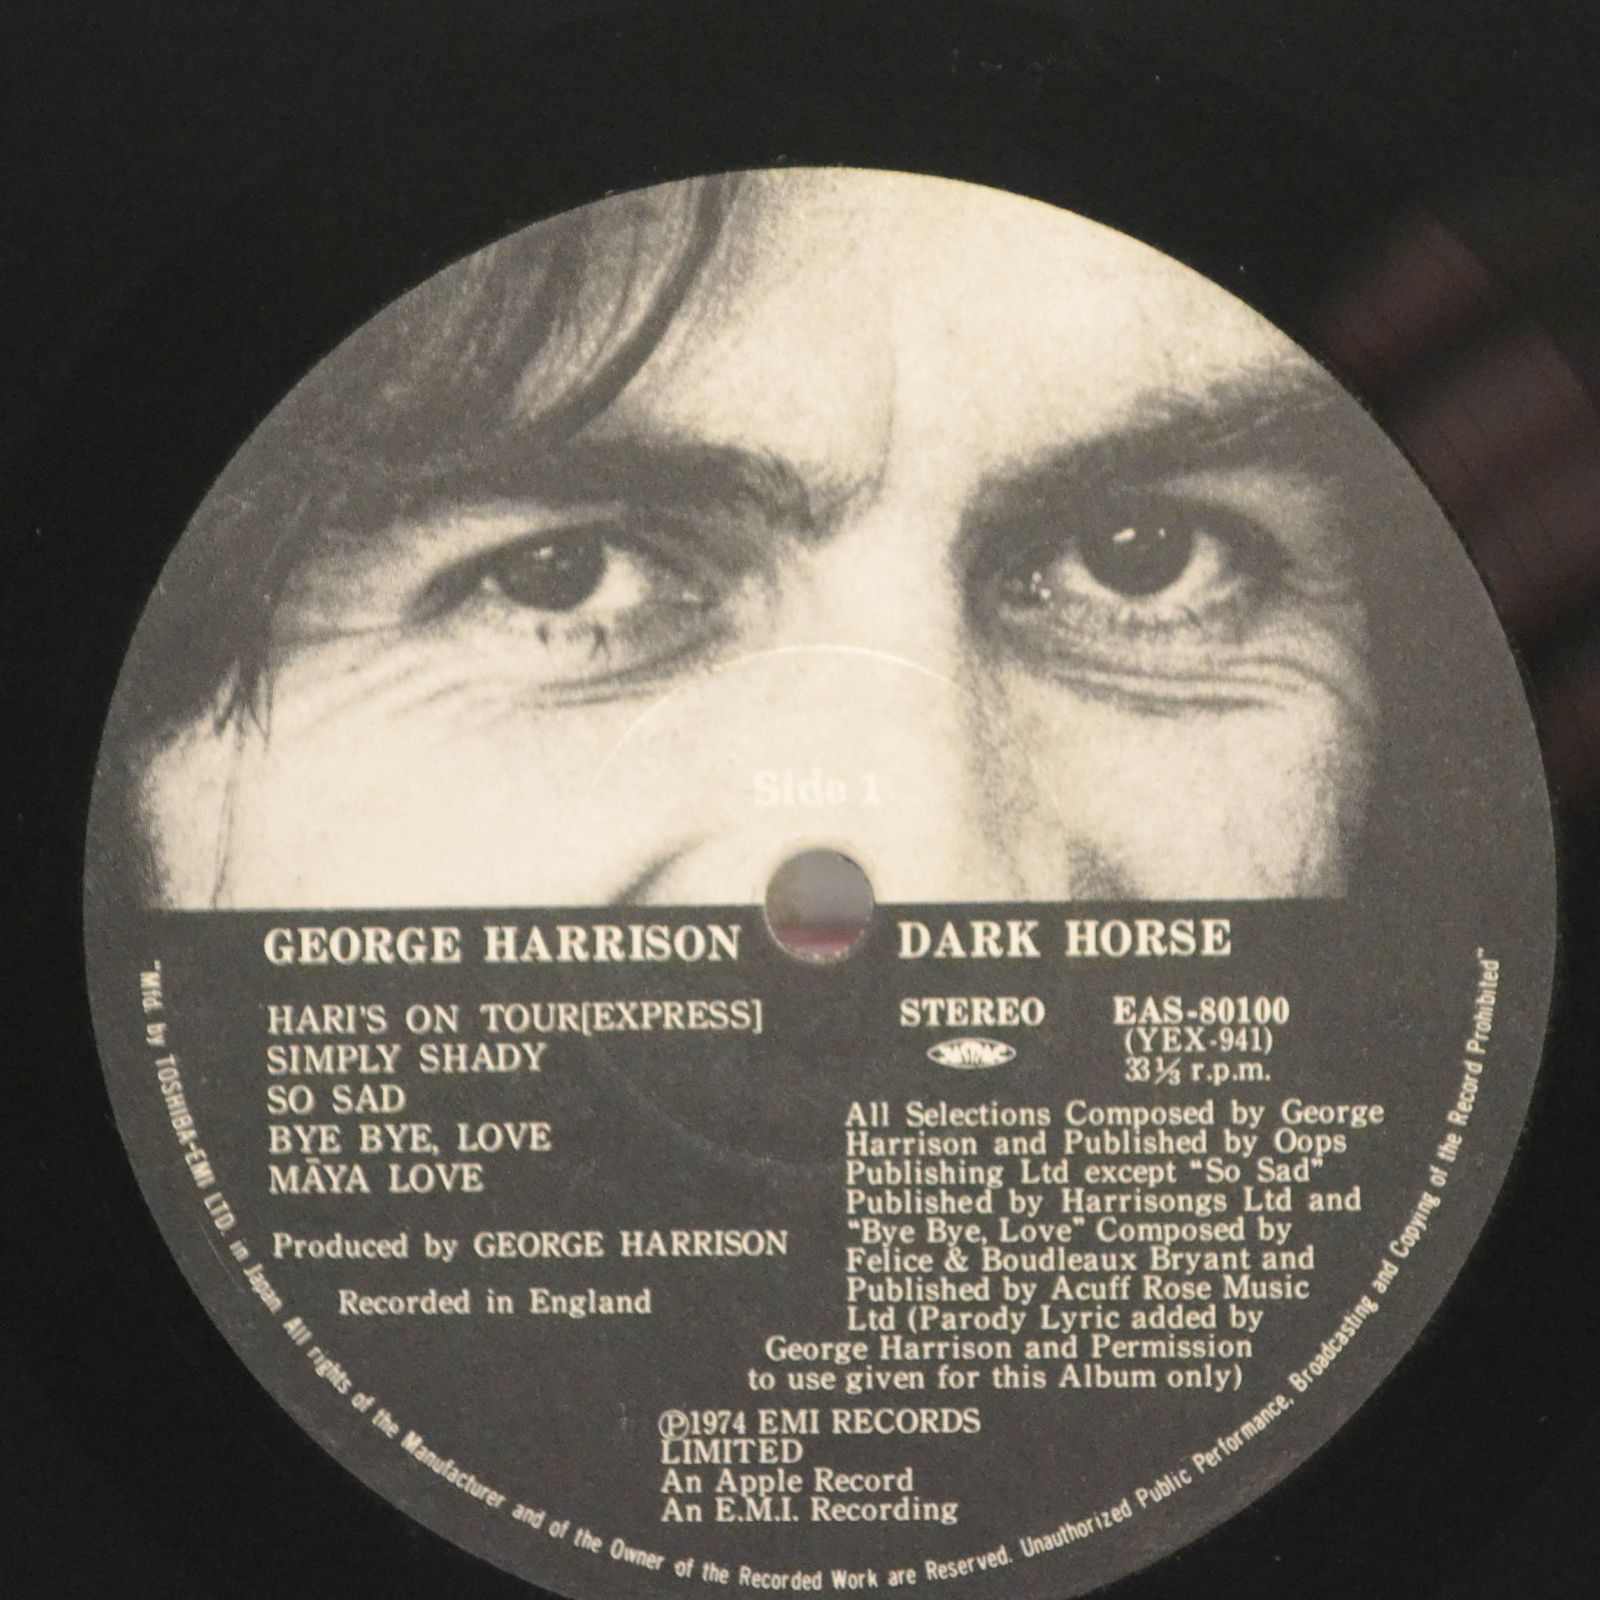 Side 1
GEORGE HARRISON
DARK HORSE
HARI'S ON TOUR[EXPRESS]
SIMPLY SHADY
SO SAD
BYE BYE, LOVE
MĀYA LOVE
Produced by GEORGE HARRISON
Recorded in England
STEREO
EAS-80100
JASRAC
(YEX-941)
33⅓ r.p.m.
All Selections Composed by George
Harrison and Published by Oops
Publishing Ltd except "So Sad"
Published by Harrisongs Ltd and
"Bye Bye, Love" Composed by
Felice & Boudleaux Bryant and
Published by Acuff Rose Music
Ltd (Parody Lyric added by
George Harrison and Permission
to use given for this Album only)
Ⓟ1974 EMI RECORDS
LIMITED
An Apple Record
An E.M.I. Recording
"Mfd. by TOSHIBA-EMI LTD. in Japan. All rights of the Manufacturer and of the Owner of the Recorded Work are Reserved. Unauthorized Public Performance, Broadcasting and Copying of the Record Prohibited"